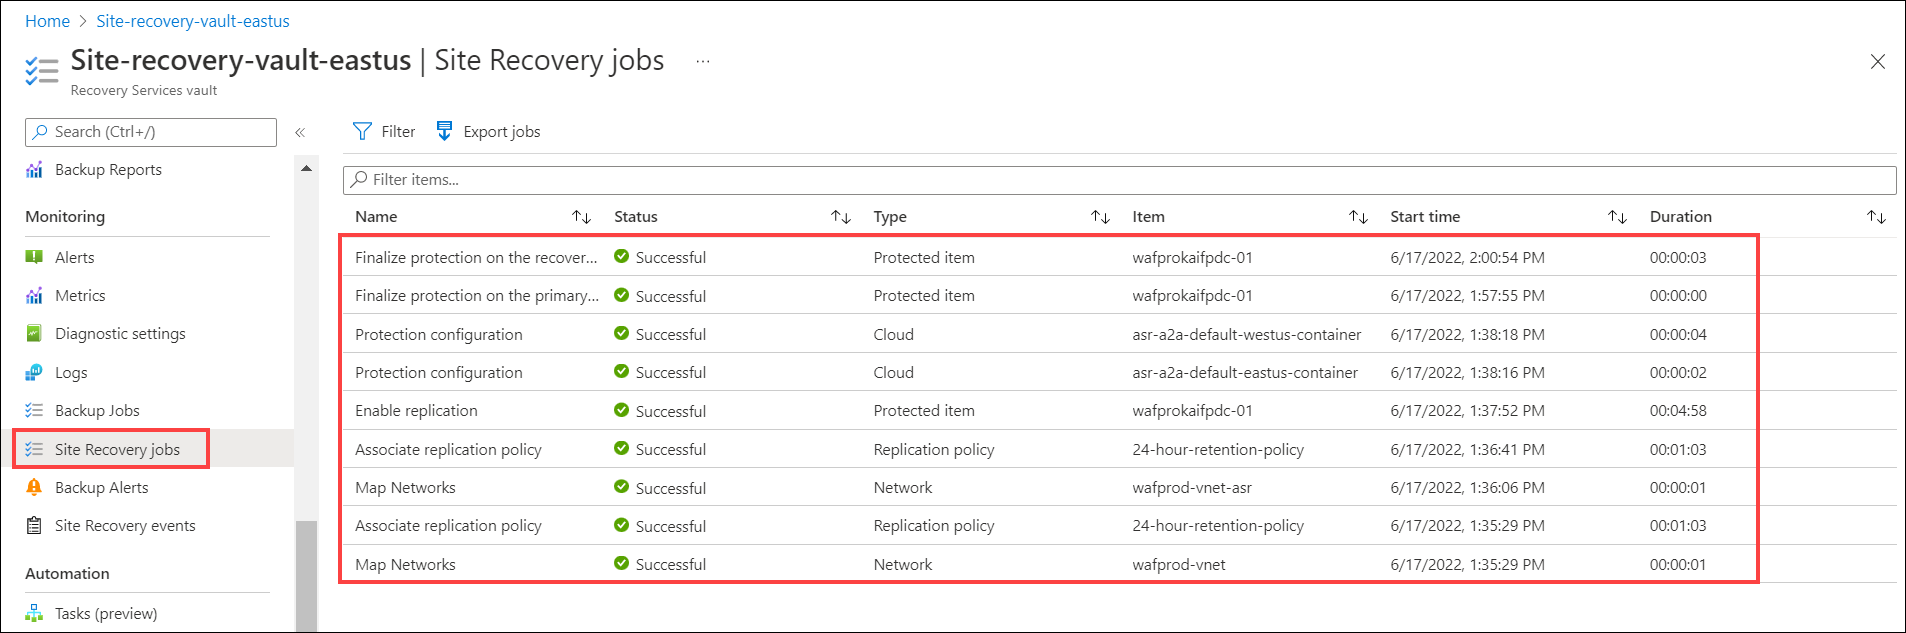 Home > Site-recovery-vault-eastus
Site-recovery-vault-eastus | Site Recovery jobs ...
Recovery Services vault
Search (Ctrl+/) «
Backup Reports
Monitoring
Alerts
Metrics
Diagnostic settings
Logs
Backup Jobs
Site Recovery jobs
Backup Alerts
Site Recovery events
Automation
Tasks (preview)
Filter Export jobs
Filter items...
Name Status Type Item Start time Duration
Finalize protection on the recover... Successful Protected item wafprokaifpdc-01 6/17/2022, 2:00:54 PM 00:00:03
Finalize protection on the primary... Successful Protected item wafprokaifpdc-01 6/17/2022, 1:57:55 PM 00:00:00
Protection configuration Successful Cloud asr-a2a-default-westus-container 6/17/2022, 1:38:18 PM 00:00:04
Protection configuration Successful Cloud asr-a2a-default-eastus-container 6/17/2022, 1:38:16 PM 00:00:02
Enable replication Successful Protected item wafprokaifpdc-01 6/17/2022, 1:37:52 PM 00:04:58
Associate replication policy Successful Replication policy 24-hour-retention-policy 6/17/2022, 1:36:41 PM 00:01:03
Map Networks Successful Network wafprod-vnet-asr 6/17/2022, 1:36:06 PM 00:00:01
Associate replication policy Successful Replication policy 24-hour-retention-policy 6/17/2022, 1:35:29 PM 00:01:03
Map Networks Successful Network wafprod-vnet 6/17/2022, 1:35:29 PM 00:00:01